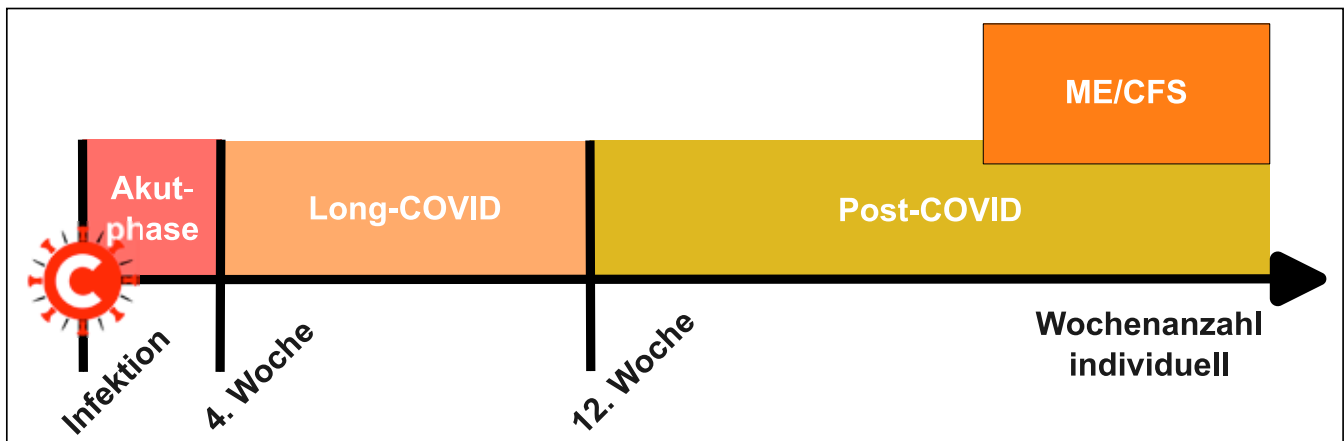 ME/CFS
Akut-
phase
Long-COVID
Post-COVID
C
Infektion
4. Woche
12. Woche
Wochenanzahl
individuell